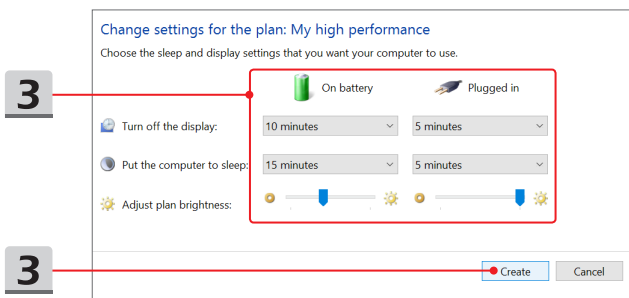 Change settings for the plan: My high performance
Choose the sleep and display settings that you want your computer to use.
3
On battery Plugged in
Turn off the display: 10 minutes 5 minutes
Put the computer to sleep: 15 minutes 5 minutes
Adjust plan brightness:
3
Create Cancel